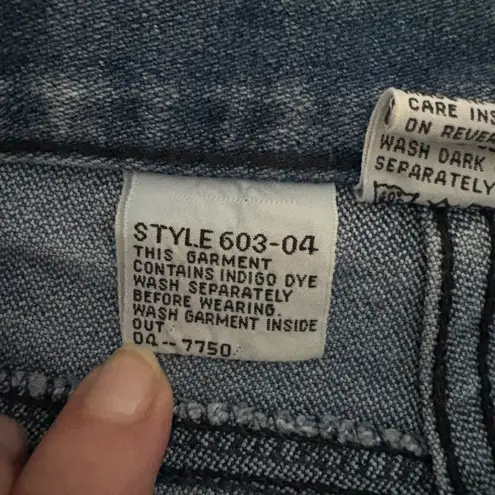 STYLE 603-04
THIS GARMENT
CONTAINS INDIGO DYE
WASH SEPARATELY
BEFORE WEARING.
WASH GARMENT INSIDE
OUT.
04--7750
CARE INS
ON REVE
WASH DARK
SEPARATELY